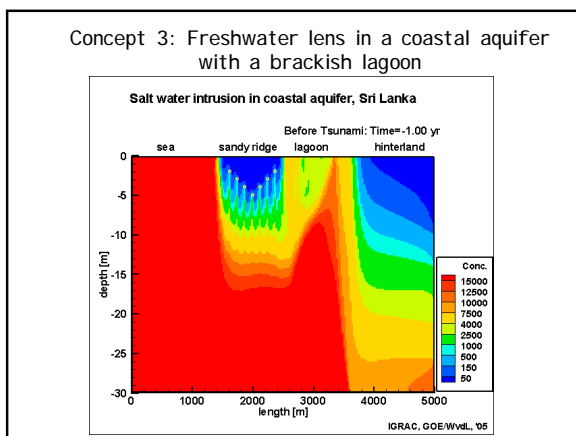 Concept 3: Freshwater lens in a coastal aquifer
with a brackish lagoon
Salt water intrusion in coastal aquifer, Sri Lanka
Before Tsunami: Time=-1.00 yr
sea sandy ridge lagoon hinterland
0
-5
-10
-15
-20
-25
-30
depth [m]
0 1000 2000 3000 4000 5000
length [m]
Conc.
15000
12500
10000
7500
4000
2500
1000
500
150
50
IGRAC, GOE/WvdL, '05